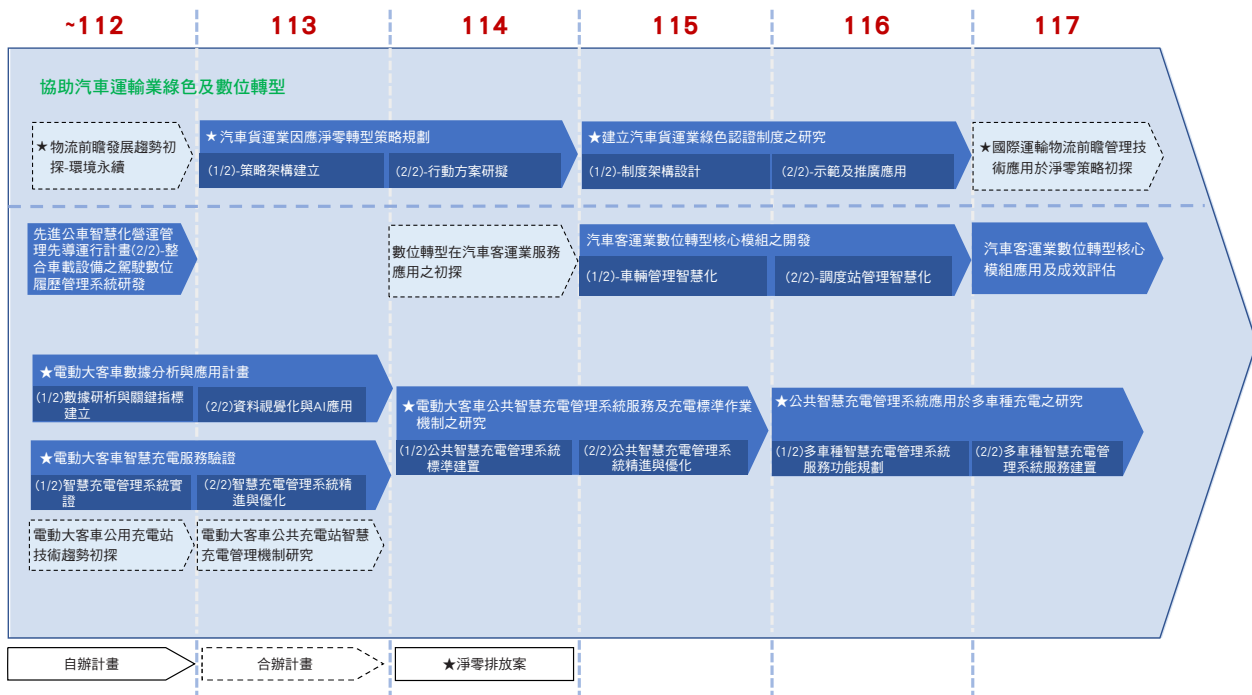 ~112
113
114
115
116
117
協助汽車運輸業綠色及數位轉型
★物流前瞻發展趨勢初
探-環境永續
★汽車貨運業因應淨零轉型策略規劃
(1/2)-策略架構建立
(2/2)-行動方案研擬
★建立汽車貨運業綠色認證制度之研究
(1/2)-制度架構設計
(2/2)-示範及推廣應用
★國際運輸物流前瞻管理技
術應用於淨零策略初探
先進公車智慧化營運管
理先導運行計畫(2/2)-整
合車載設備之駕駛數位
履歷管理系統研發
數位轉型在汽車客運業服務
應用之初探
汽車客運業數位轉型核心模組之開發
(1/2)-車輛管理智慧化
(2/2)-調度站管理智慧化
汽車客運業數位轉型核心
模組應用及成效評估
★電動大客車數據分析與應用計畫
(1/2)數據研析與關鍵指標
建立
(2/2)資料視覺化與AI應用
★電動大客車智慧充電服務驗證
(1/2)智慧充電管理系統實
證
(2/2)智慧充電管理系統精
進與優化
★電動大客車公共智慧充電管理系統服務及充電標準作業
機制之研究
(1/2)公共智慧充電管理系統
標準建置
(2/2)公共智慧充電管理系
統精進與優化
★公共智慧充電管理系統應用於多車種充電之研究
(1/2)多車種智慧充電管理系統
服務功能規劃
(2/2)多車種智慧充電管
理系統服務建置
電動大客車公用充電站
技術趨勢初探
電動大客車公共充電站智慧
充電管理機制研究
自辦計畫
合辦計畫
★淨零排放案